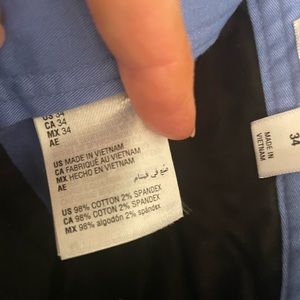 US 34
CA 34
MX 34
AE
US MADE IN VIETNAM
CA FABRIQUÉ AU VIETNAM
MX HECHO EN VIETNAM
AE صنع في فيتنام
US 98% COTTON 2% SPANDEX
CA 98% COTON 2% SPANDEX
MX 98% algodón 2% spándex
MADE IN
VIETNAM
34